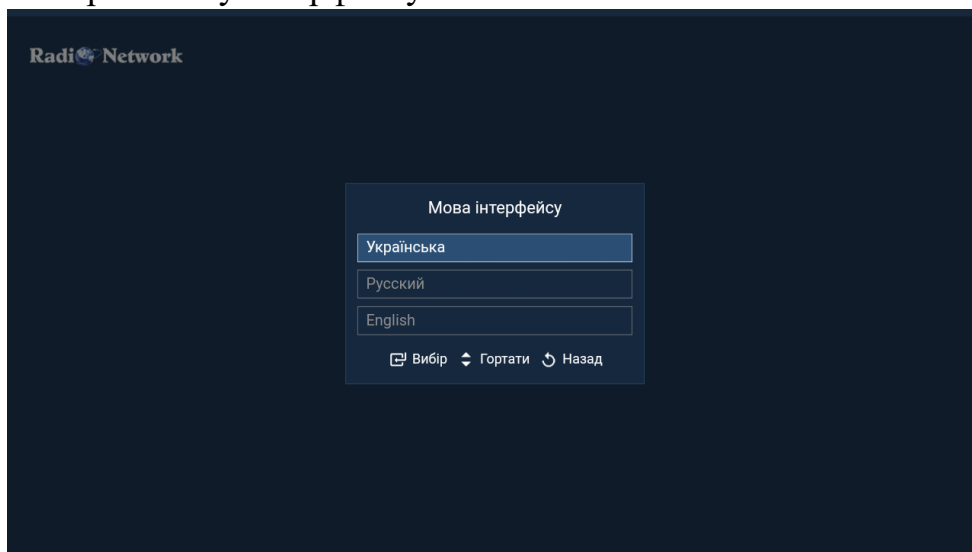 Radio Network
Мова інтерфейсу
Українська
Русский
English
Вибір Гортати Назад